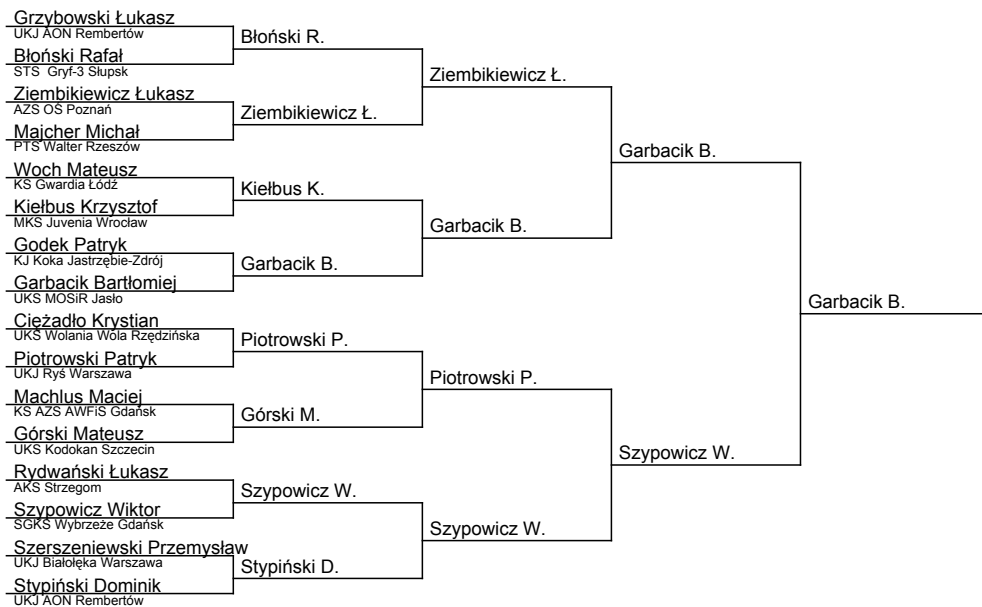 Grzybowski Łukasz
UKJ AON Rembertów
Błoński Rafał
STS Gryf-3 Słupsk
Ziembikiewicz Łukasz
AZS OŚ Poznań
Majcher Michał
PTS Walter Rzeszów
Woch Mateusz
KS Gwardia Łódź
Kiełbus Krzysztof
MKS Juvenia Wrocław
Godek Patryk
KJ Koka Jastrzębie-Zdrój
Garbacik Bartłomiej
UKS MOSiR Jasło
Ciężadło Krystian
UKS Wolania Wola Rzędzińska
Piotrowski Patryk
UKJ Ryś Warszawa
Machlus Maciej
KS AZS AWFiS Gdańsk
Górski Mateusz
UKS Kodokan Szczecin
Rydwański Łukasz
AKS Strzegom
Szypowicz Wiktor
SGKS Wybrzeże Gdańsk
Szerszeniewski Przemysław
UKJ Białołęka Warszawa
Stypiński Dominik
UKJ AON Rembertów
Błoński R.
Ziembikiewicz Ł.
Kiełbus K.
Garbacik B.
Piotrowski P.
Górski M.
Szypowicz W.
Stypiński D.
Ziembikiewicz Ł.
Garbacik B.
Piotrowski P.
Szypowicz W.
Garbacik B.
Szypowicz W.
Garbacik B.